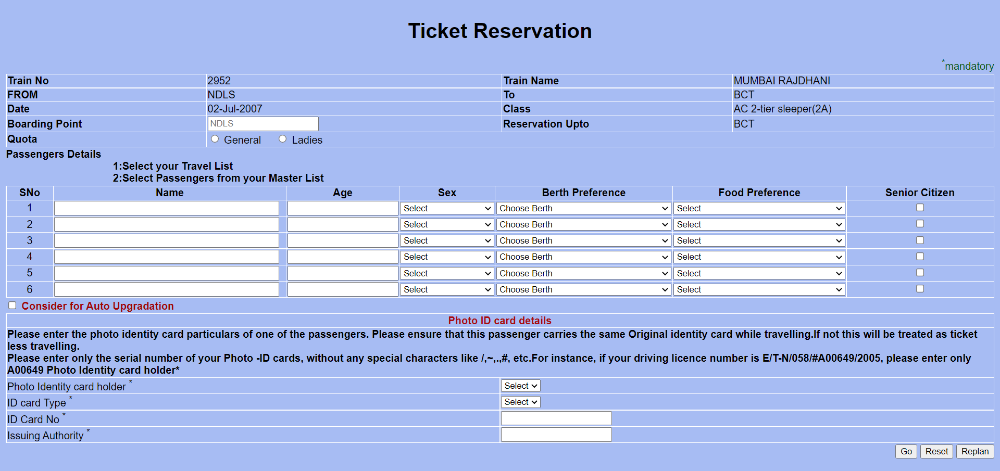 Ticket Reservation
*mandatory
Train No 2952 Train Name MUMBAI RAJDHANI
FROM NDLS To BCT
Date 02-Jul-2007 Class AC 2-tier sleeper(2A)
Boarding Point NDLS Reservation Upto BCT
Quota General Ladies
Passengers Details
1:Select your Travel List
2:Select Passengers from your Master List
SNo Name Age Sex Berth Preference Food Preference Senior Citizen
1 Select Choose Berth Select
2 Select Choose Berth Select
3 Select Choose Berth Select
4 Select Choose Berth Select
5 Select Choose Berth Select
6 Select Choose Berth Select
Consider for Auto Upgradation
Photo ID card details
Please enter the photo identity card particulars of one of the passengers. Please ensure that this passenger carries the same Original identity card while travelling.If not this will be treated as ticket
less travelling.
Please enter only the serial number of your Photo -ID cards, without any special characters like /,~,.,#, etc.For instance, if your driving licence number is E/T-N/058/#A00649/2005, please enter only
A00649 Photo Identity card holder*
Photo Identity card holder * Select
ID card Type * Select
ID Card No *
Issuing Authority *
Go Reset Replan